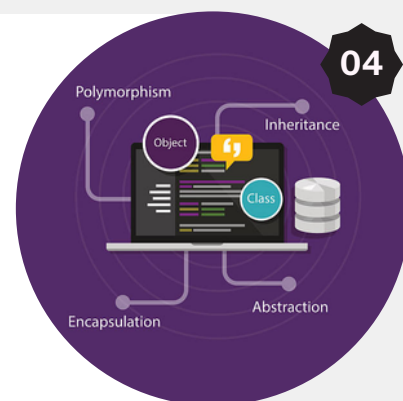 04
Polymorphism
Inheritance
Object
Class
Abstraction
Encapsulation